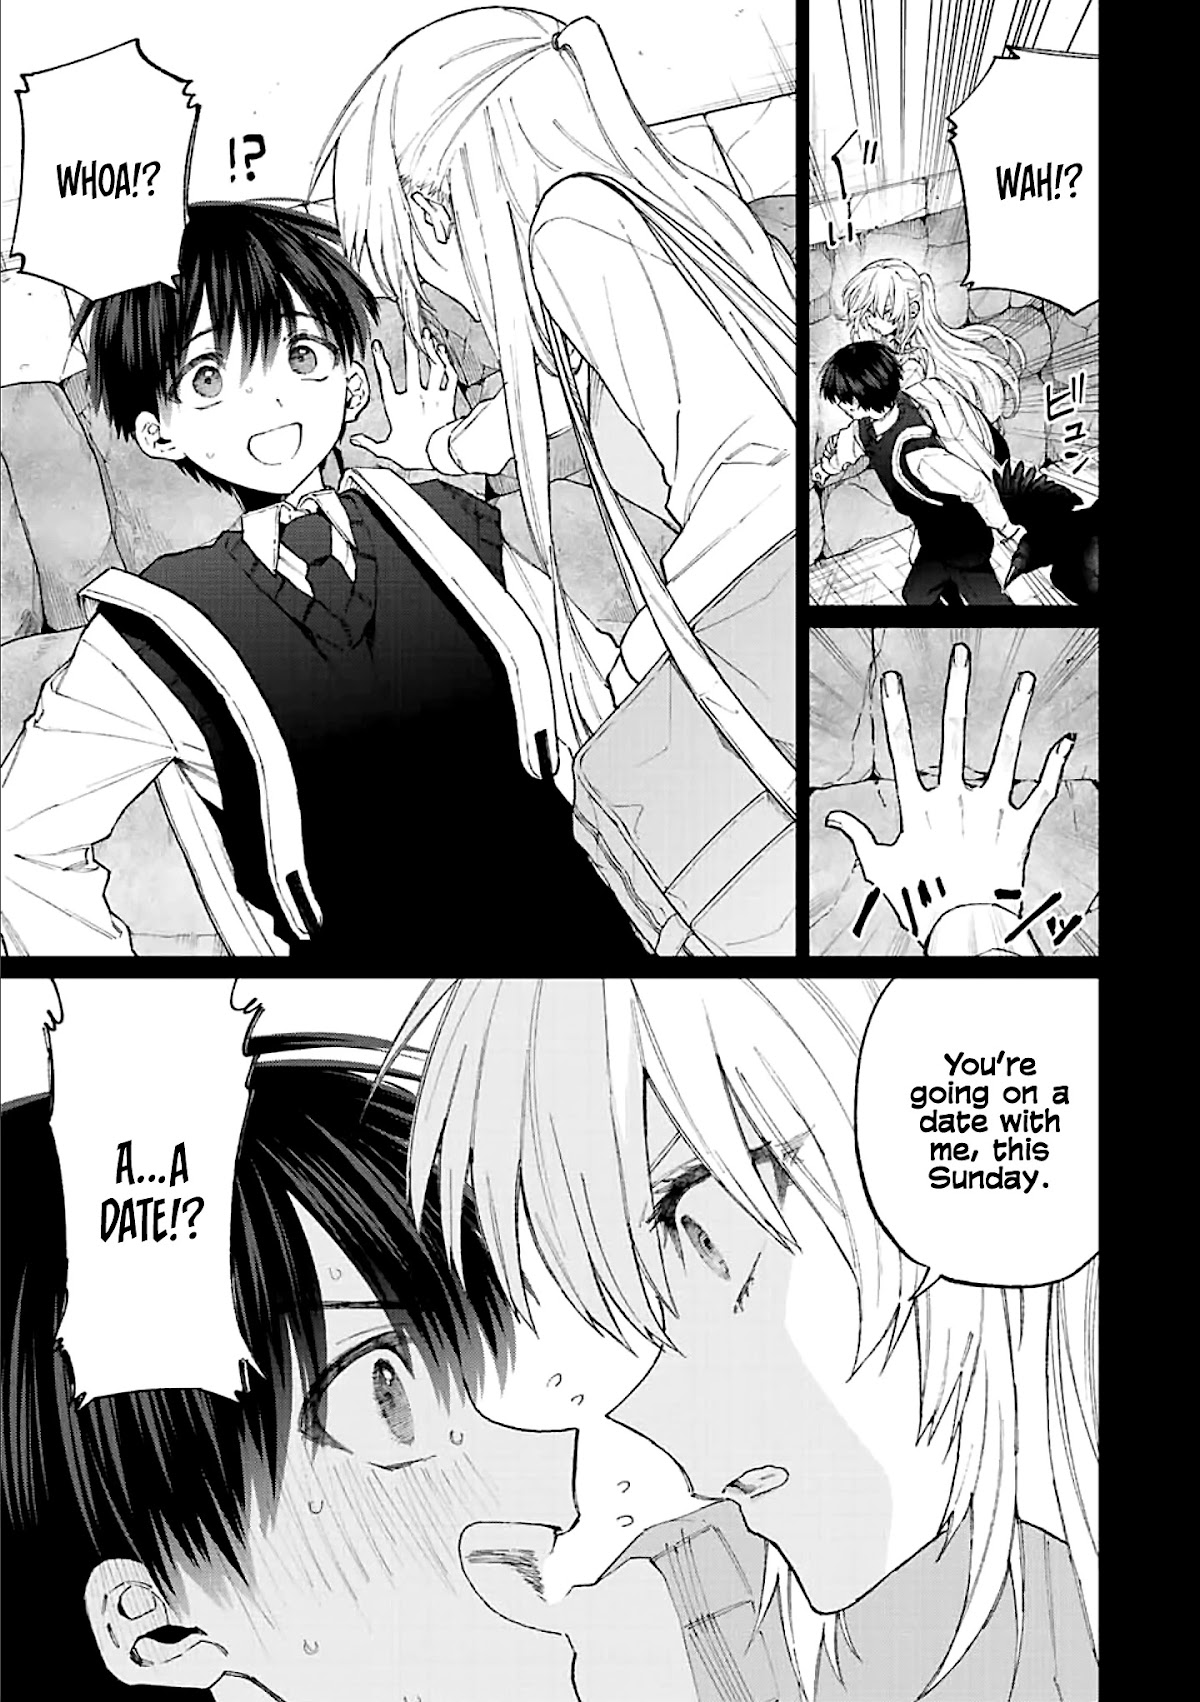 WAH!?
ビュン
WHOA!?
!?
You're
going on a
date with
me, this
Sunday.
A...A
DATE!?